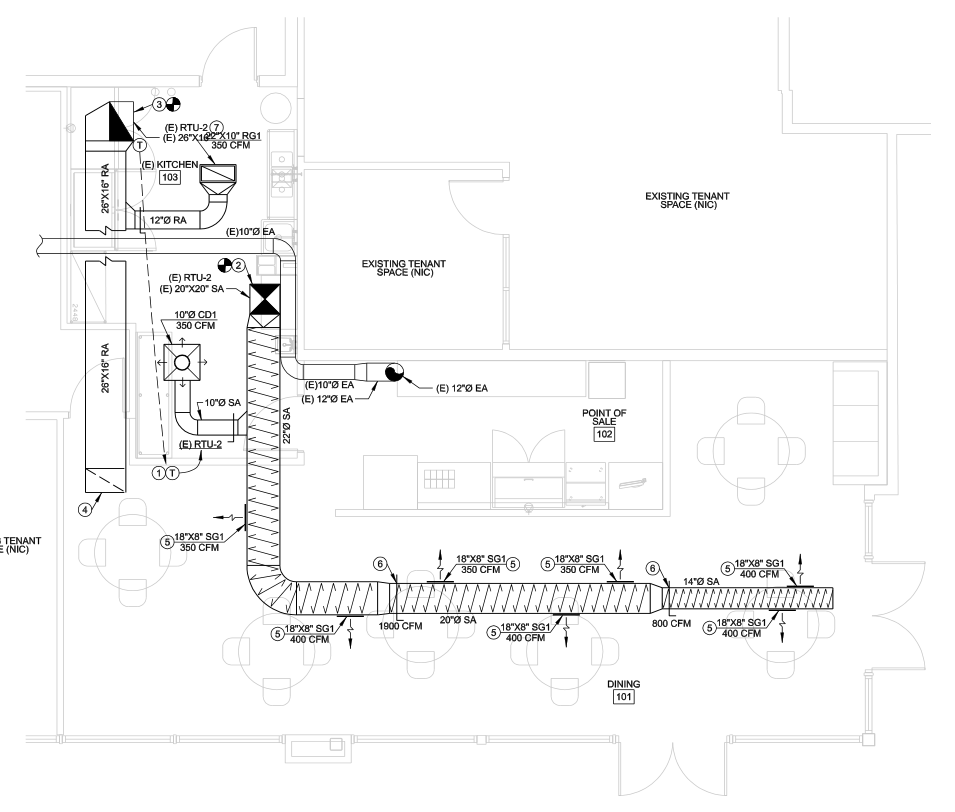 3
(E) RTU-2 7
(E) 26"X16"
22"X10" RG1
350 CFM
T
(E) KITCHEN
103
26"X16" RA
12"Ø RA
(E)10"Ø EA
EXISTING TENANT
SPACE (NIC)
EXISTING TENANT
SPACE (NIC)
2
(E) RTU-2
(E) 20"X20" SA
2448
10"Ø CD1
350 CFM
26"X16" RA
(E)10"Ø EA
(E) 12"Ø EA
(E) 12"Ø EA
10"Ø SA
22"Ø SA
(E) RTU-2
POINT OF
SALE
102
1 T
4
5 18"X8" SG1
350 CFM
TENANT
(NIC)
6
18"X8" SG1
350 CFM 5
5 18"X8" SG1
350 CFM
6
5 18"X8" SG1
400 CFM
14"Ø SA
5 18"X8" SG1
400 CFM
1900 CFM
20"Ø SA
5 18"X8" SG1
400 CFM
800 CFM
5 18"X8" SG1
400 CFM
DINING
101